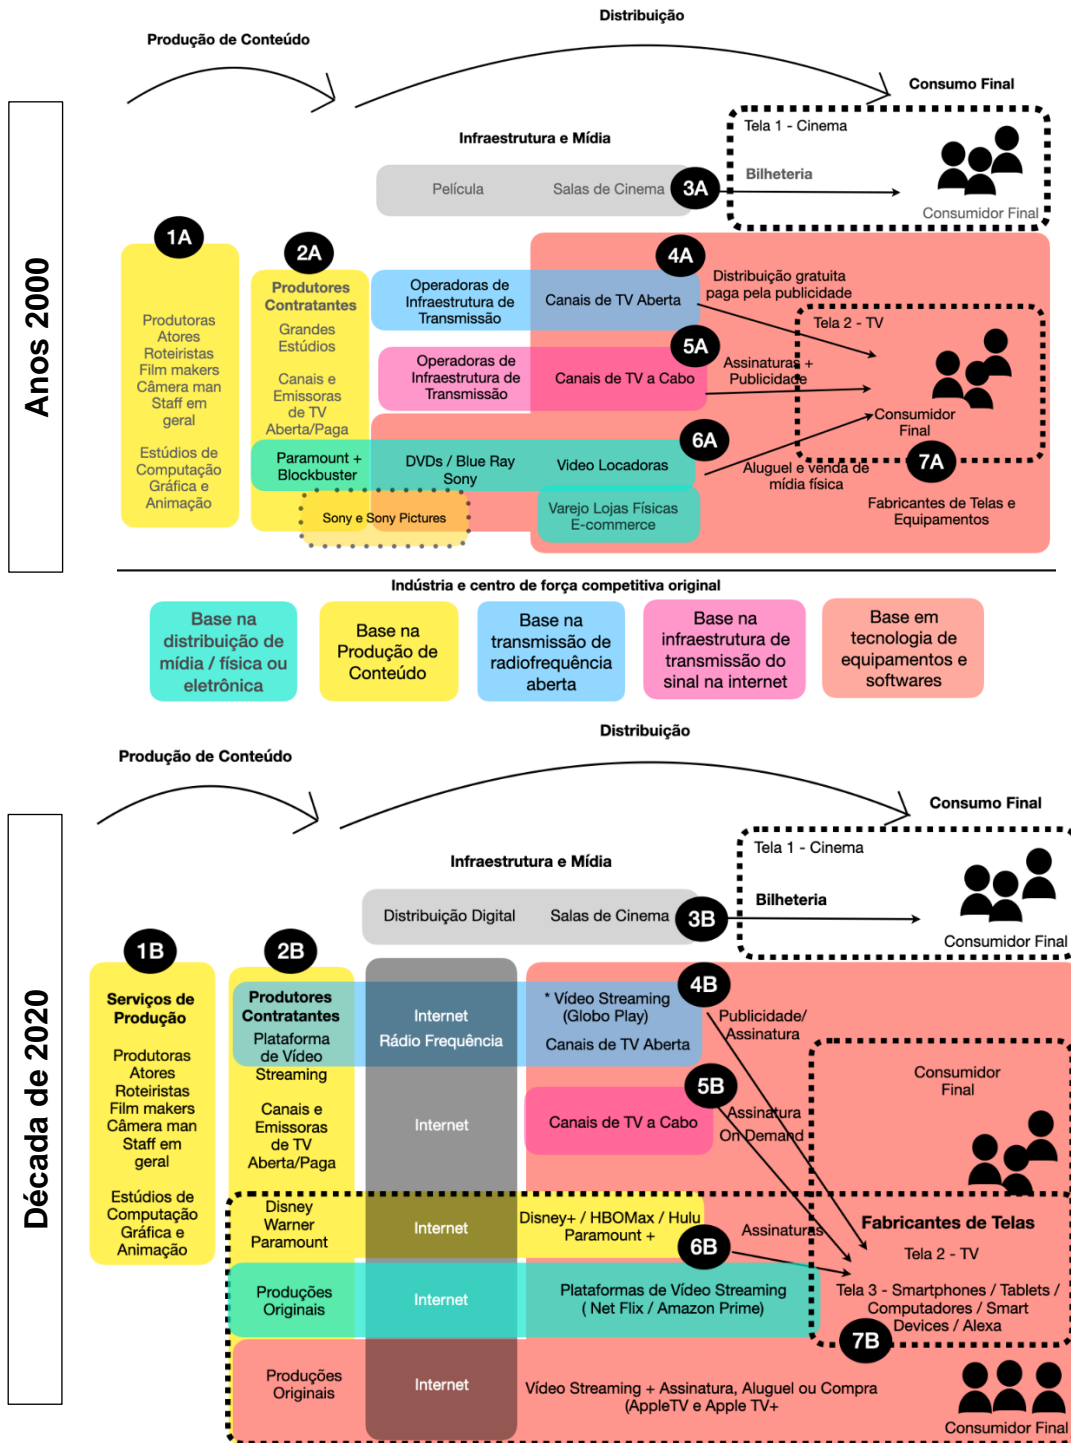 Distribuição
Produção de Conteúdo
Consumo Final
Anos 2000
Tela 1 - Cinema
Infraestrutura e Mídia
Película
Salas de Cinema
3A
Bilheteria
Consumidor Final
1A
2A
4A
Produtores
Contratantes
Grandes
Estúdios
Canais e
Emissoras
de TV
Aberta/Paga
Produtoras
Atores
Roteiristas
Film makers
Câmera man
Staff em
geral
Estúdios de
Computação
Gráfica e
Animação
Operadoras de
Infraestrutura de
Transmissão
Canais de TV Aberta
Distribuição gratuita
paga pela publicidade
Tela 2 - TV
5A
Operadoras de
Infraestrutura de
Transmissão
Canais de TV a Cabo
Assinaturas +
Publicidade
Consumidor
Final
6A
7A
Paramount +
Blockbuster
DVDs / Blue Ray
Sony
Video Locadoras
Aluguel e venda de
mídia física
Sony e Sony Pictures
Varejo Lojas Físicas
E-commerce
Fabricantes de Telas e
Equipamentos
Indústria e centro de força competitiva original
Base na
distribuição de
mídia / física ou
eletrônica
Base na
Produção de
Conteúdo
Base na
transmissão de
radiofrequência
aberta
Base na
infraestrutura de
transmissão do
sinal na internet
Base em
tecnologia de
equipamentos e
softwares
Distribuição
Produção de Conteúdo
Consumo Final
Década de 2020
Tela 1 - Cinema
Infraestrutura e Mídia
Distribuição Digital
Salas de Cinema
3B
Bilheteria
Consumidor Final
1B
2B
4B
Serviços de
Produção
Produtoras
Atores
Roteiristas
Film makers
Câmera man
Staff em
geral
Estúdios de
Computação
Gráfica e
Animação
Produtores
Contratantes
Plataforma
de Vídeo
Streaming
Canais e
Emissoras
de TV
Aberta/Paga
Internet
Rádio Frequência
* Vídeo Streaming
(Globo Play)
Canais de TV Aberta
Publicidade/
Assinatura
Consumidor
Final
5B
Internet
Canais de TV a Cabo
Assinatura
On Demand
Disney
Warner
Paramount
Internet
Disney+ / HBOMax / Hulu
Paramount +
6B
Assinaturas
Fabricantes de Telas
Tela 2 - TV
Tela 3 - Smartphones / Tablets /
Computadores / Smart
Devices / Alexa
7B
Produções
Originais
Internet
Plataformas de Vídeo Streaming
( Net Flix / Amazon Prime)
Produções
Originais
Internet
Vídeo Streaming + Assinatura, Aluguel ou Compra
(AppleTV e Apple TV+
Consumidor Final